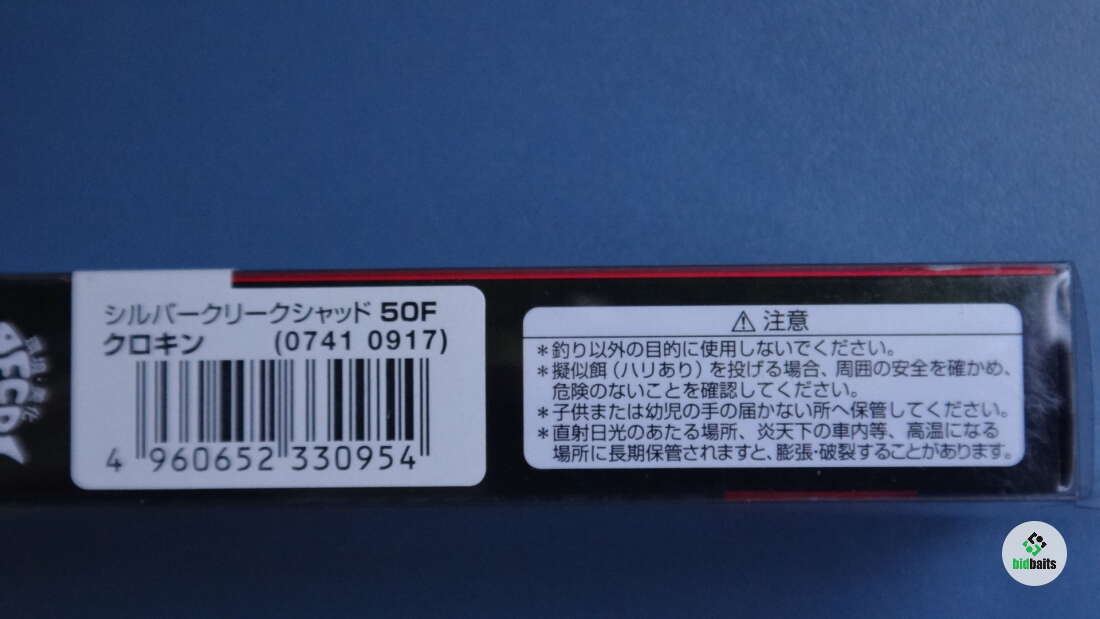 シルバークリークシャッド 50F
クロキン (0741 0917)
4 960652 330954
⚠ 注意
*釣り以外の目的に使用しないでください。
*擬似餌(ハリあり)を投げる場合、周囲の安全を確かめ、
危険のないことを確認してください。
*子供または幼児の手の届かない所へ保管してください。
*直射日光のあたる場所、炎天下の車内等、高温になる
場所に長期保管されますと、膨張・破裂することがあります。
bidbaits